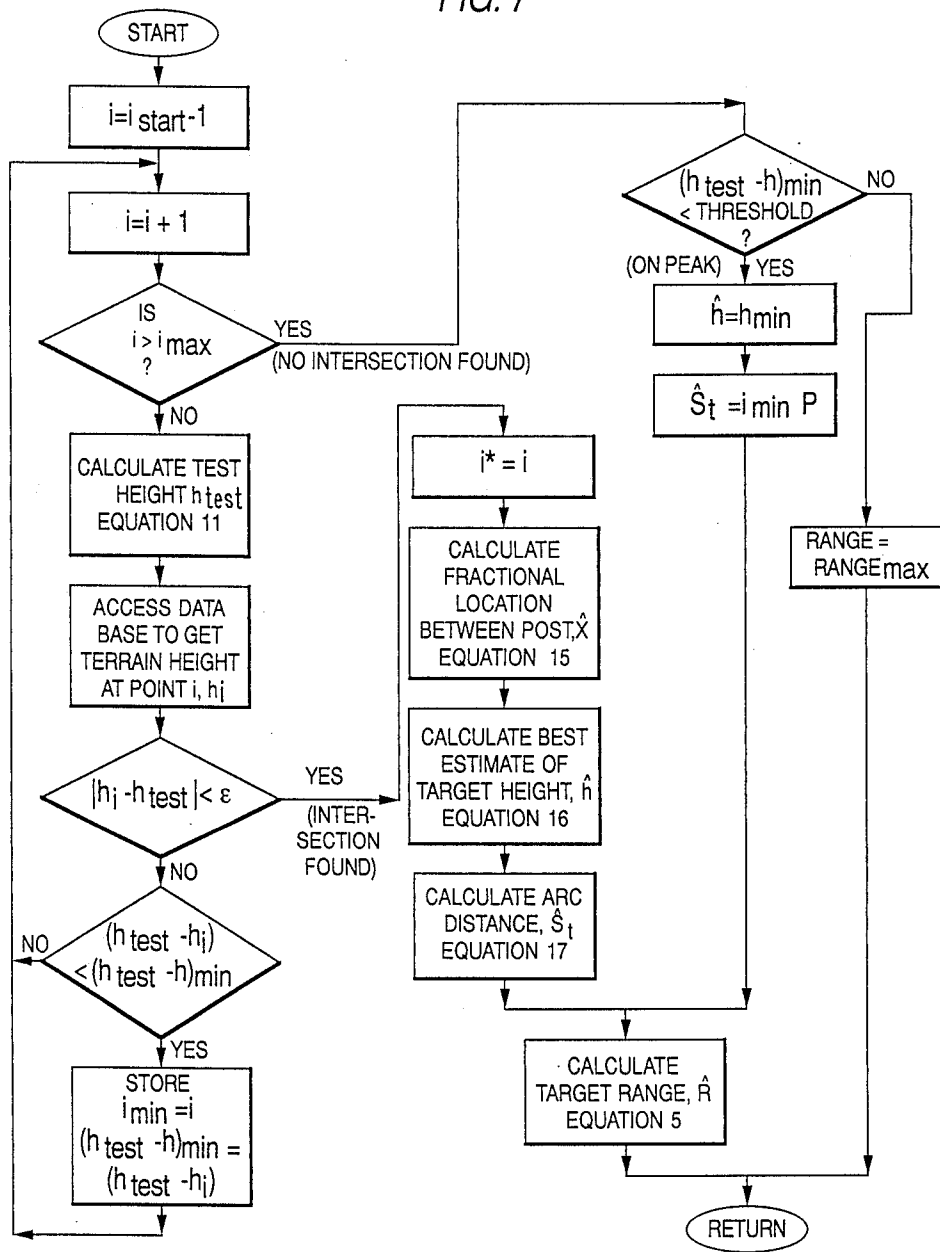 FIG. 7
START
i=i start-1
i=i + 1
IS
i > i max
?
YES
(NO INTERSECTION FOUND)
NO
CALCULATE TEST
HEIGHT h test
EQUATION 11
ACCESS DATA
BASE TO GET
TERRAIN HEIGHT
AT POINT i, hi
|hi -h test| < ε
YES
(INTER-
SECTION
FOUND)
NO
(h test -hi)
<(h test -h)min
NO
YES
STORE
i min =i
(h test -h)min =
(h test -hi)
i* = i
CALCULATE
FRACTIONAL
LOCATION
BETWEEN POST, X̂
EQUATION 15
CALCULATE BEST
ESTIMATE OF
TARGET HEIGHT, ĥ
EQUATION 16
CALCULATE ARC
DISTANCE, Ŝt
EQUATION 17
(h test -h)min
< THRESHOLD
?
NO
(ON PEAK)
YES
ĥ=h min
Ŝt =i min P
RANGE =
RANGE max
CALCULATE
TARGET RANGE, R̂
EQUATION 5
RETURN